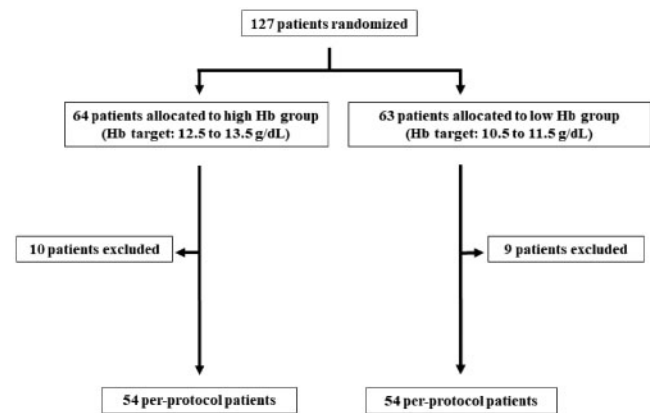 127 patients randomized
64 patients allocated to high Hb group
(Hb target: 12.5 to 13.5 g/dL)
63 patients allocated to low Hb group
(Hb target: 10.5 to 11.5 g/dL)
10 patients excluded
9 patients excluded
54 per-protocol patients
54 per-protocol patients